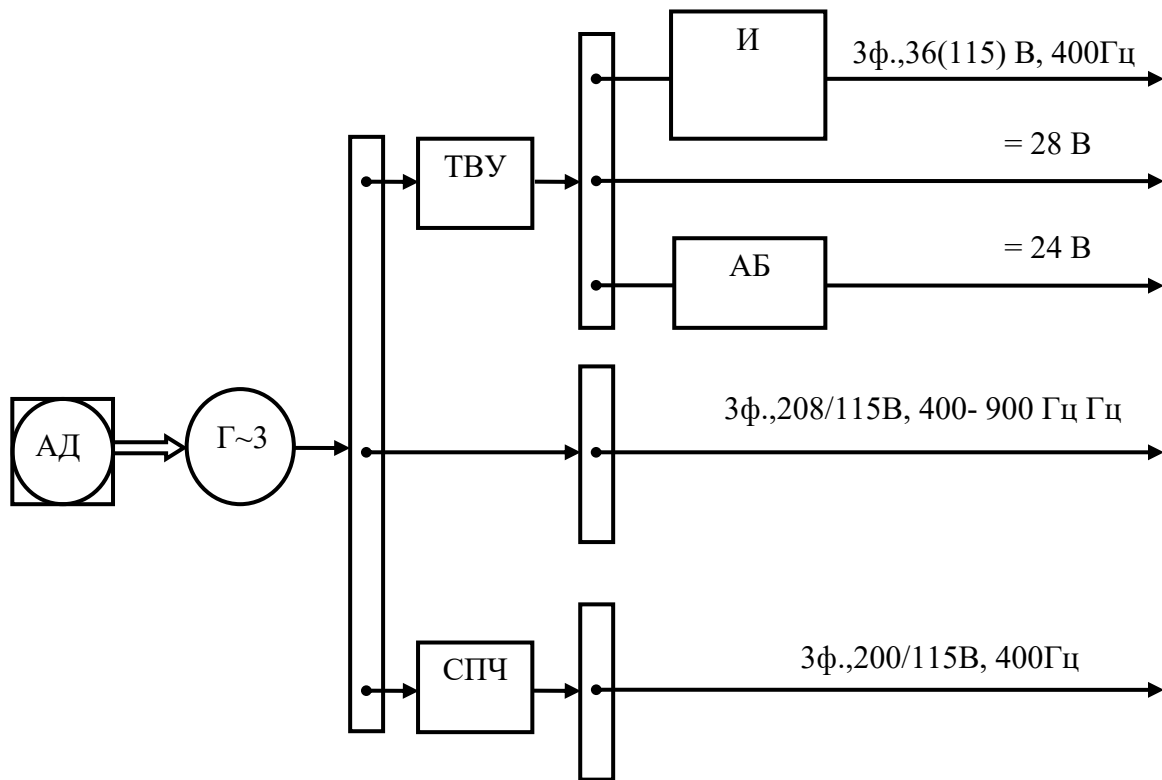 И
3ф.,36(115) В, 400Гц
= 28 В
ТВУ
= 24 В
АБ
3ф.,208/115В, 400- 900 Гц Гц
АД
Г~3
3ф.,200/115В, 400Гц
СПЧ